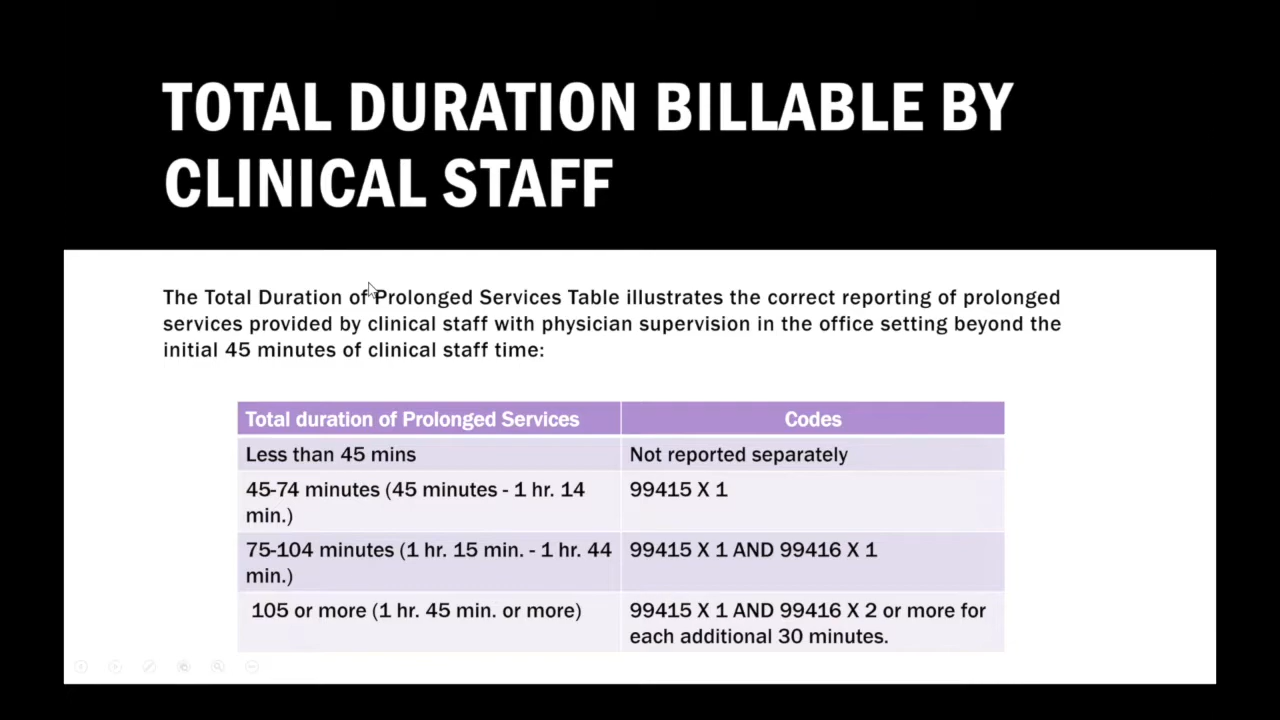 TOTAL DURATION BILLABLE BY
CLINICAL STAFF
The Total Duration of Prolonged Services Table illustrates the correct reporting of prolonged
services provided by clinical staff with physician supervision in the office setting beyond the
initial 45 minutes of clinical staff time:
Total duration of Prolonged Services
Codes
Less than 45 mins
Not reported separately
45-74 minutes (45 minutes - 1 hr. 14
min.)
99415 X 1
75-104 minutes (1 hr. 15 min. - 1 hr. 44
min.)
99415 X 1 AND 99416 X 1
105 or more (1 hr. 45 min. or more)
99415 X 1 AND 99416 X 2 or more for
each additional 30 minutes.